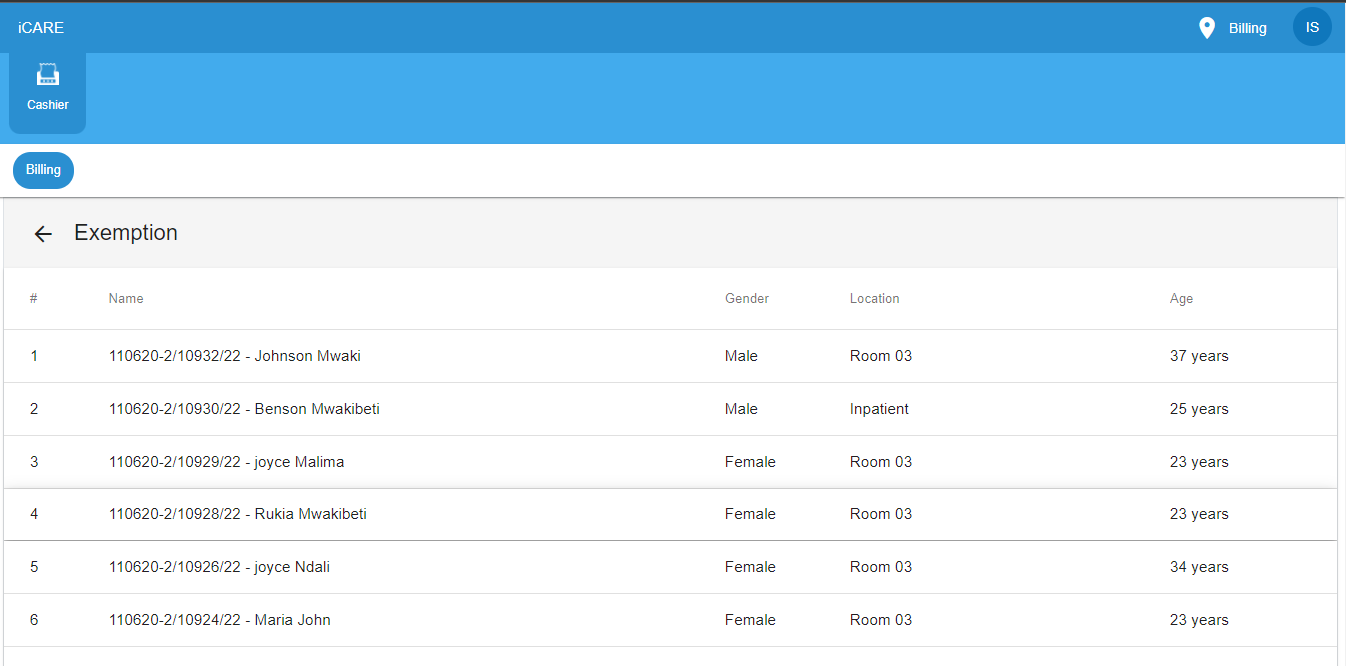 iCARE Billing IS
Cashier
Billing
Exemption
# Name Gender Location Age
1 110620-2/10932/22 - Johnson Mwaki Male Room 03 37 years
2 110620-2/10930/22 - Benson Mwakibeti Male Inpatient 25 years
3 110620-2/10929/22 - joyce Malima Female Room 03 23 years
4 110620-2/10928/22 - Rukia Mwakibeti Female Room 03 23 years
5 110620-2/10926/22 - joyce Ndali Female Room 03 34 years
6 110620-2/10924/22 - Maria John Female Room 03 23 years